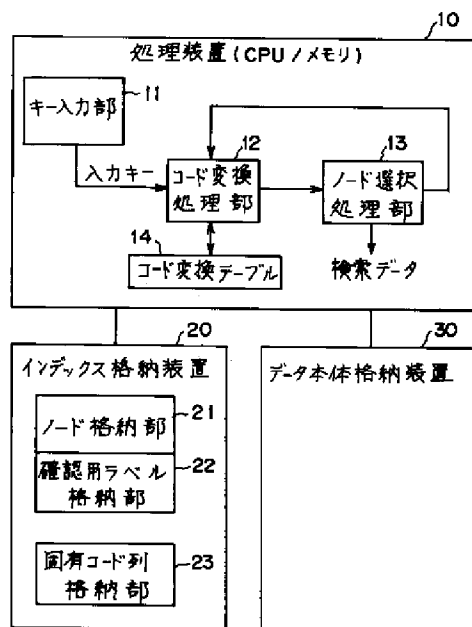 10
処理装置(CPU/メモリ)
11
キー入力部
12
13
入力キー
コード変換
処理部
ノード選択
処理部
14
コード変換テーブル
検索データ
20
30
インデックス格納装置
データ本体格納装置
21
ノード格納部
22
確認用ラベル
格納部
23
固有コード列
格納部